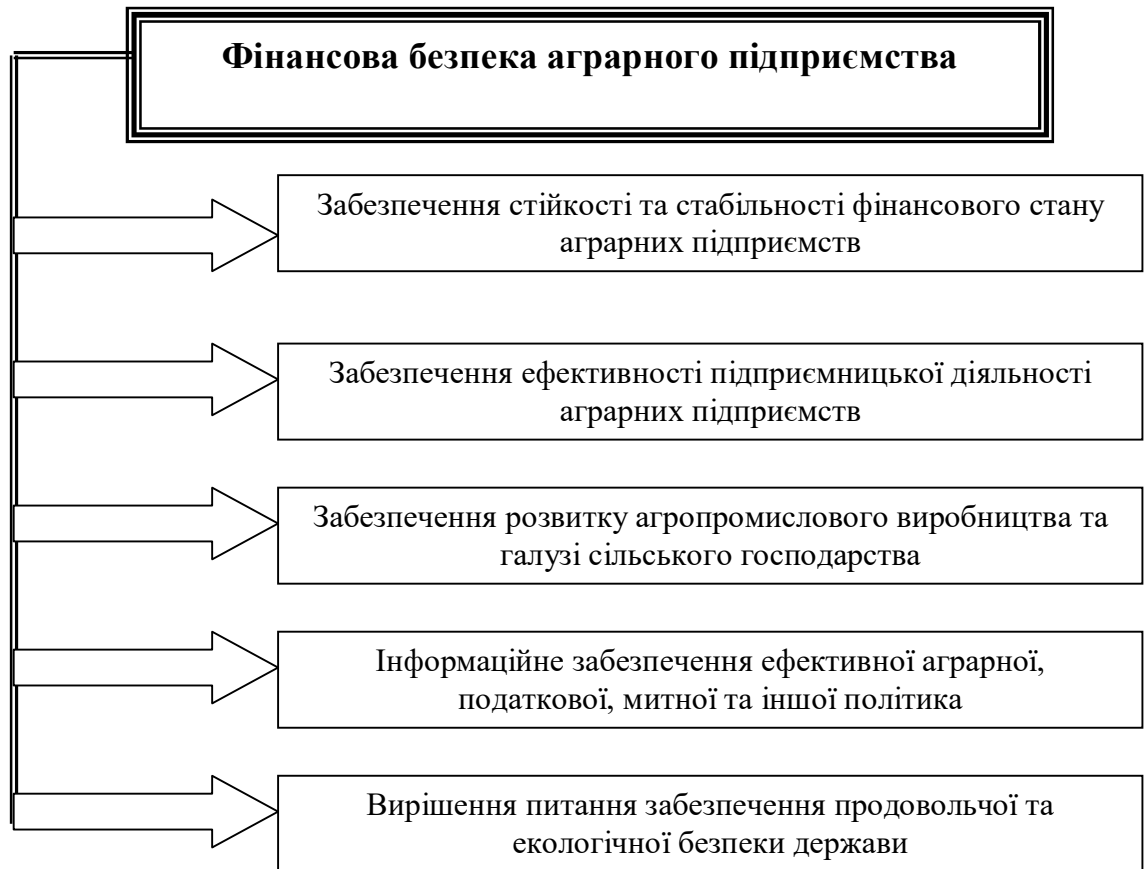 Фінансова безпека аграрного підприємства
Забезпечення стійкості та стабільності фінансового стану
аграрних підприємств
Забезпечення ефективності підприємницької діяльності
аграрних підприємств
Забезпечення розвитку агропромислового виробництва та
галузі сільського господарства
Інформаційне забезпечення ефективної аграрної,
податкової, митної та іншої політика
Вирішення питання забезпечення продовольчої та
екологічної безпеки держави